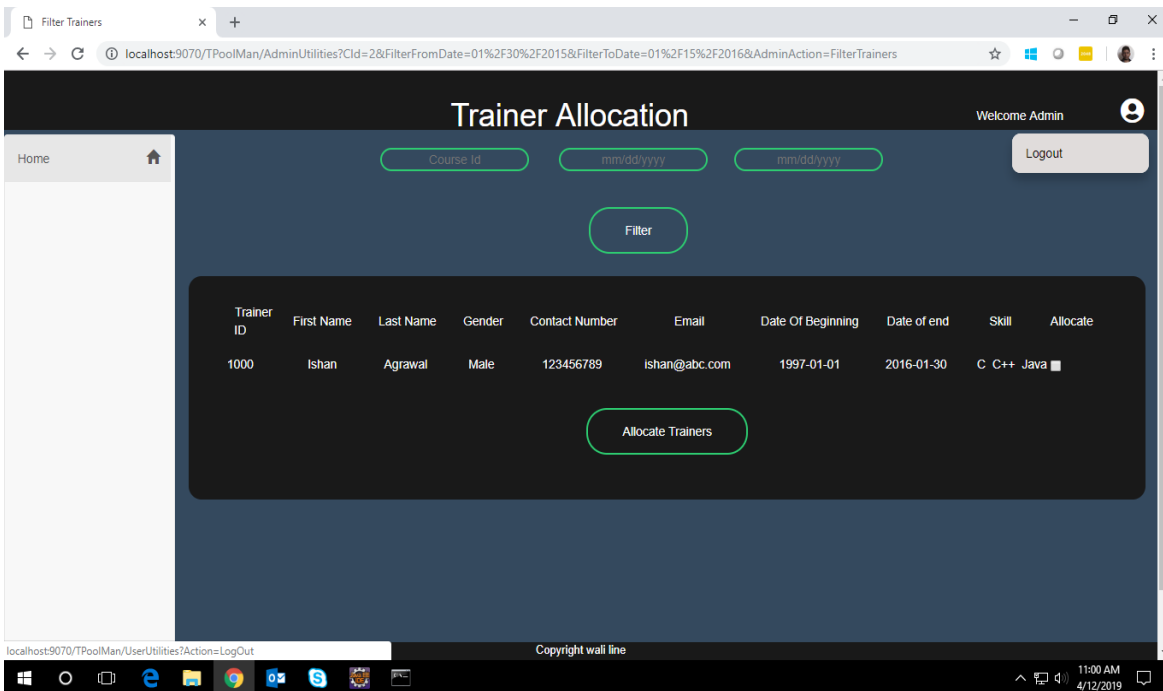 Filter Trainers
localhost:9070/TPoolMan/AdminUtilities?CId=2&FilterFromDate=01%2F30%2F2015&FilterToDate=01%2F15%2F2016&AdminAction=FilterTrainers
Trainer Allocation
Welcome Admin
Home
Course Id
mm/dd/yyyy
mm/dd/yyyy
Logout
Filter
Trainer ID First Name Last Name Gender Contact Number Email Date Of Beginning Date of end Skill Allocate
1000 Ishan Agrawal Male 123456789 ishan@abc.com 1997-01-01 2016-01-30 C C++ Java
Allocate Trainers
localhost:9070/TPoolMan/UserUtilities?Action=LogOut
Copyright wali line
11:00 AM
4/12/2019